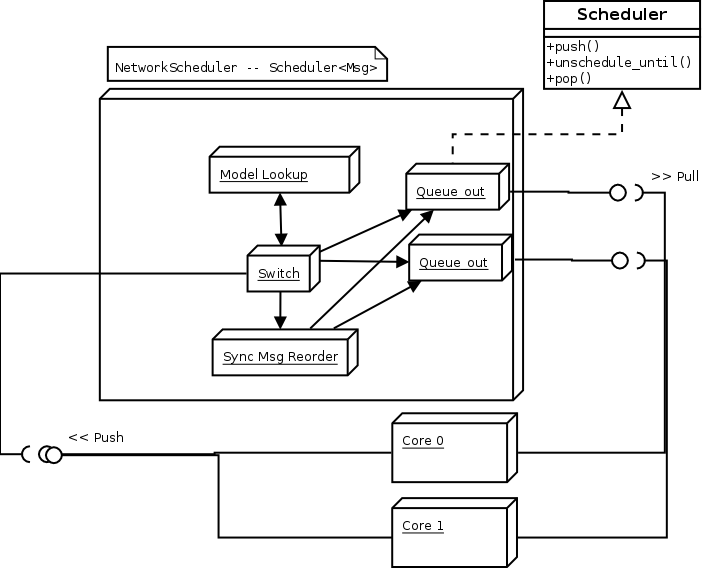 Scheduler
+push()
+unschedule_until()
+pop()
NetworkScheduler -- Scheduler<Msg>
Model Lookup
Queue out
>> Pull
Switch
Queue out
Sync Msg Reorder
<< Push
Core 0
Core 1